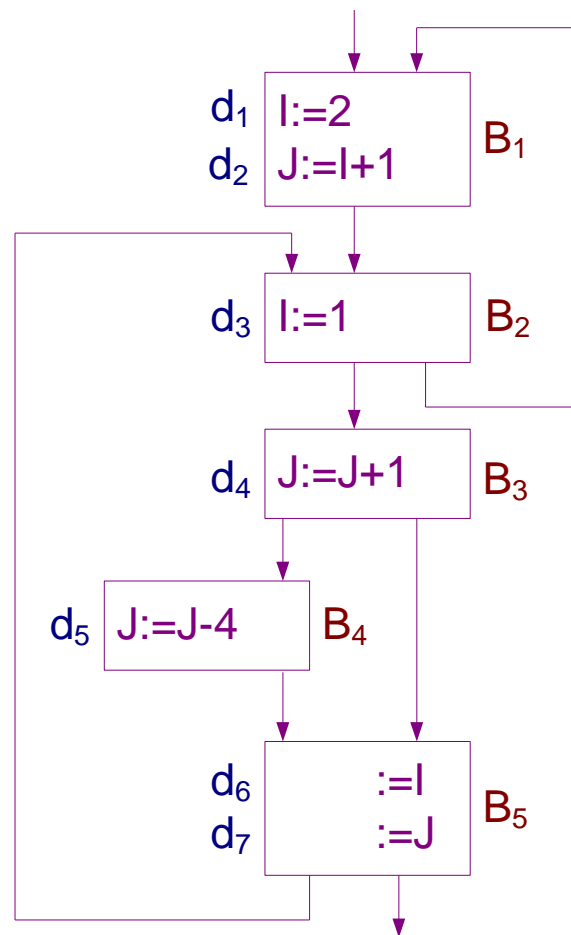 d₁ I:=2
d₂ J:=I+1 B₁
d₃ I:=1 B₂
d₄ J:=J+1 B₃
d₅ J:=J-4 B₄
d₆ :=I
d₇ :=J B₅